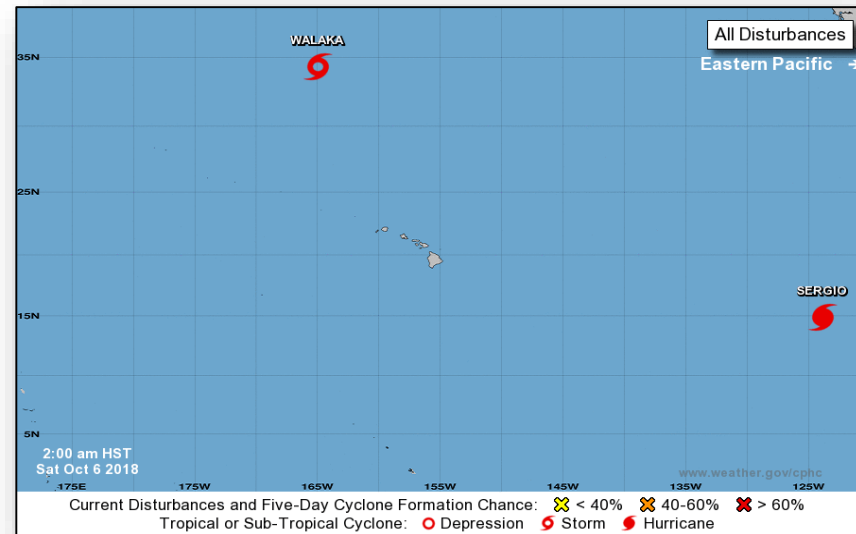 WALAKA
All Disturbances
35N
Eastern Pacific →
25N
SERGIO
15N
5N
2:00 am HST
Sat Oct 6 2018
www.weather.gov/cphc
175E 175W 165W 155W 145W 135W 125W
Current Disturbances and Five-Day Cyclone Formation Chance: < 40% 40-60% > 60%
Tropical or Sub-Tropical Cyclone: Depression Storm Hurricane